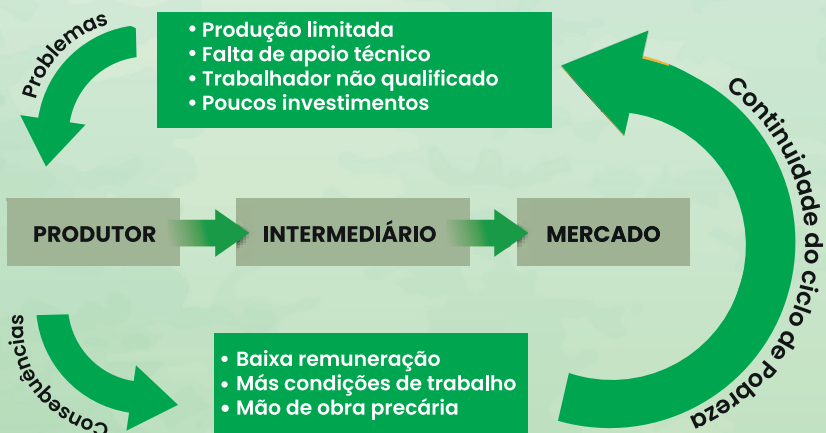 Problemas
• Produção limitada
• Falta de apoio técnico
• Trabalhador não qualificado
• Poucos investimentos
PRODUTOR
INTERMEDIÁRIO
MERCADO
Continuidade do ciclo de Pobreza
Consequências
• Baixa remuneração
• Más condições de trabalho
• Mão de obra precária